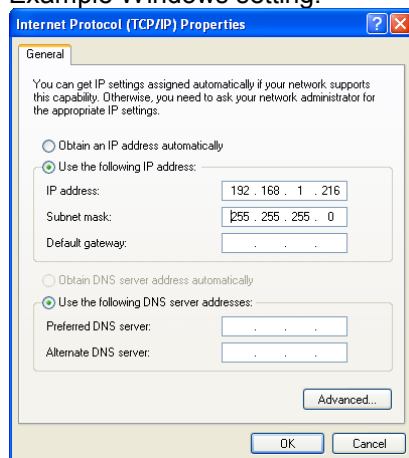 Example Windows setting:
Internet Protocol (TCP/IP) Properties
General
You can get IP settings assigned automatically if your network supports
this capability. Otherwise, you need to ask your network administrator for
the appropriate IP settings.
Obtain an IP address automatically
Use the following IP address:
IP address: 192 . 168 . 1 . 216
Subnet mask: 255 . 255 . 255 . 0
Default gateway: . . .
Obtain DNS server address automatically
Use the following DNS server addresses:
Preferred DNS server: . . .
Alternate DNS server: . . .
Advanced...
OK Cancel